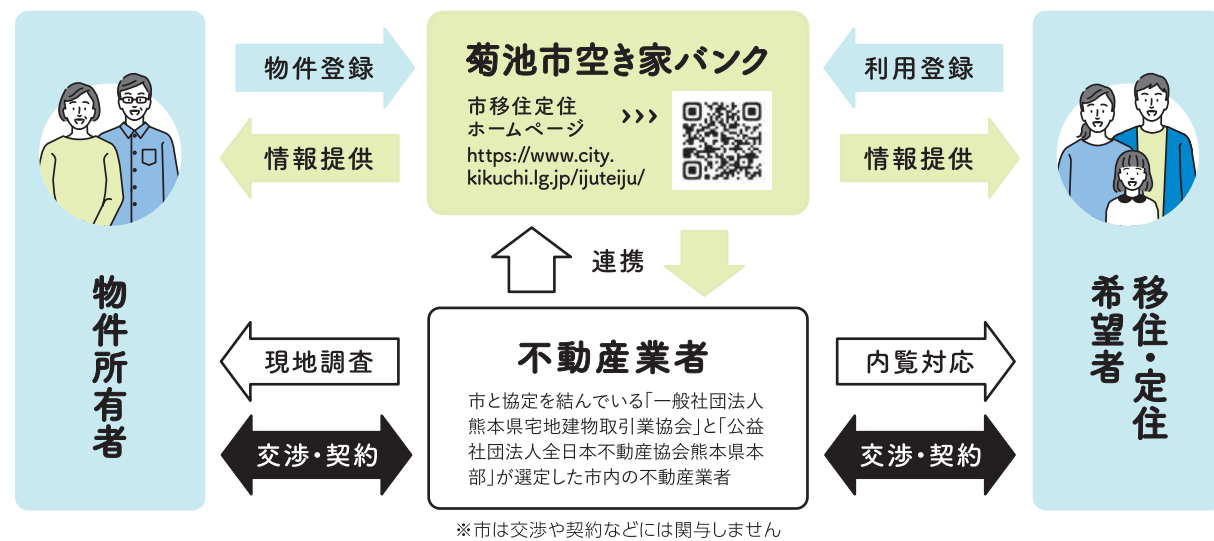 物件登録
菊池市空き家バンク
利用登録
市移住定住
ホームページ
>>>
https://www.city.
kikuchi.lg.jp/ijuteiju/
情報提供
情報提供
連携
物件所有者
移住・定住
希望者
現地調査
不動産業者
内覧対応
市と協定を結んでいる「一般社団法人
熊本県宅地建物取引業協会」と「公益
社団法人全日本不動産協会熊本県本
部」が選定した市内の不動産業者
交渉・契約
交渉・契約
※市は交渉や契約などには関与しません